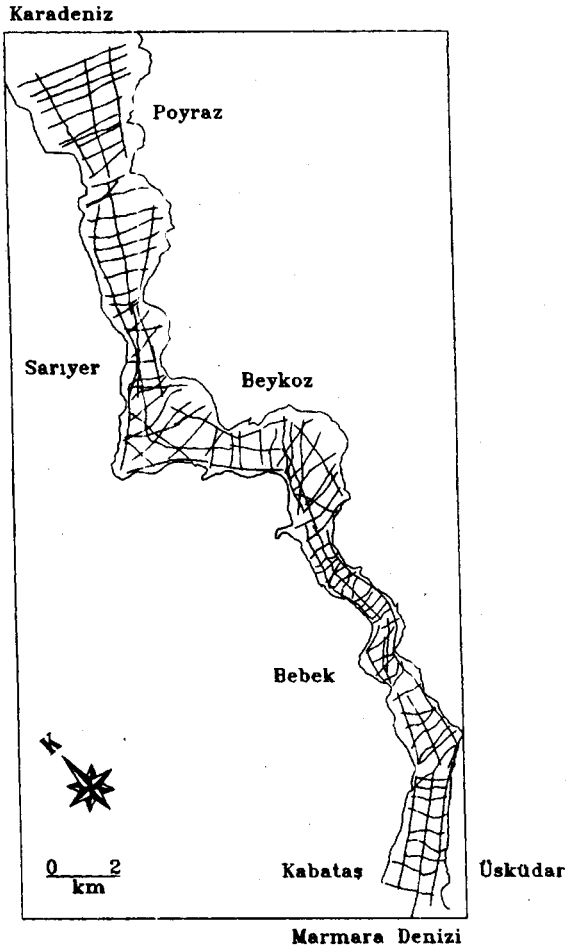 Karadeniz
Poyraz
Sarıyer
Beykoz
Bebek
K
0 2
km
Kabataş
Üsküdar
Marmara Denizi